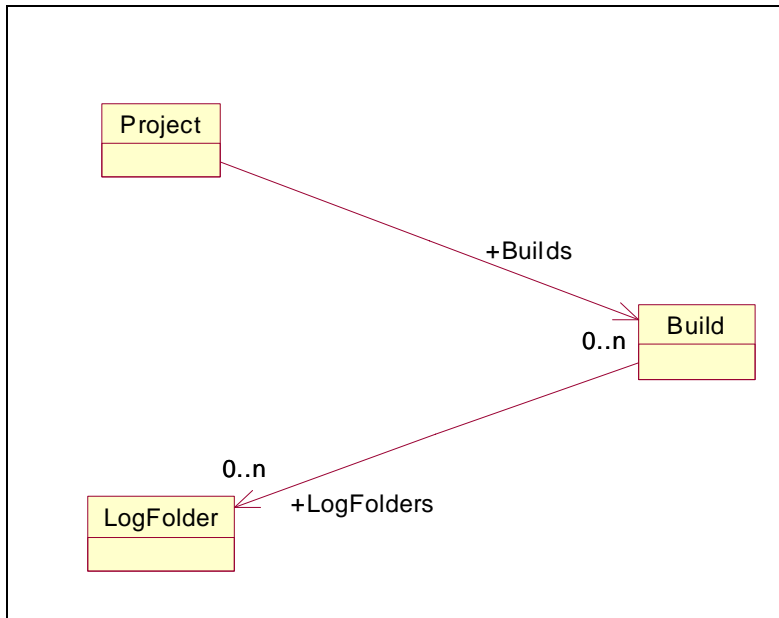 Project
+Builds
Build
0..n
0..n
+LogFolders
LogFolder